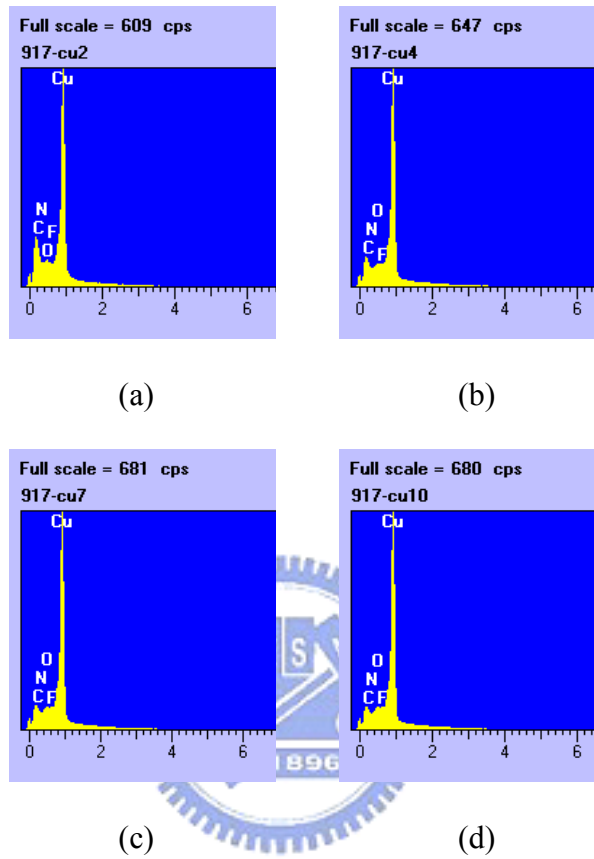 Full scale = 609 cps
917-cu2
Cu
N
C F
O
0 2 4 6
(a)
Full scale = 647 cps
917-cu4
Cu
O
N
C F
0 2 4 6
(b)
Full scale = 681 cps
917-cu7
Cu
O
N
C F
0 2 4 6
(c)
Full scale = 680 cps
917-cu10
Cu
O
N
C F
0 2 4 6
(d)
S
1896